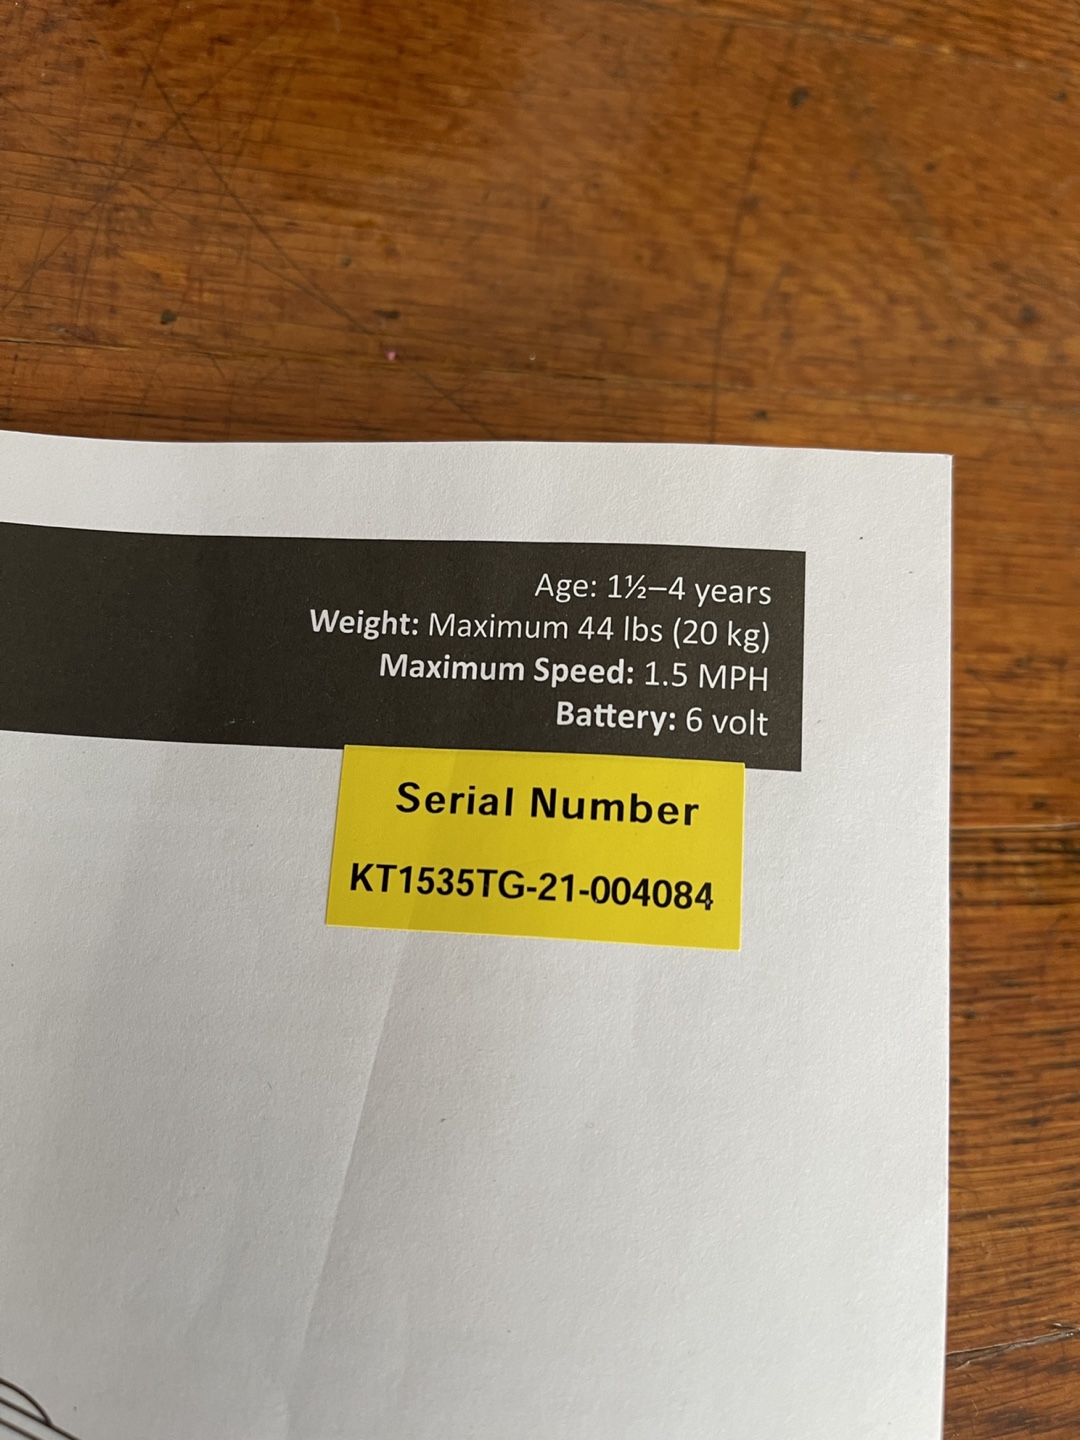 Age: 1½–4 years
Weight: Maximum 44 lbs (20 kg)
Maximum Speed: 1.5 MPH
Battery: 6 volt
Serial Number
KT1535TG-21-004084